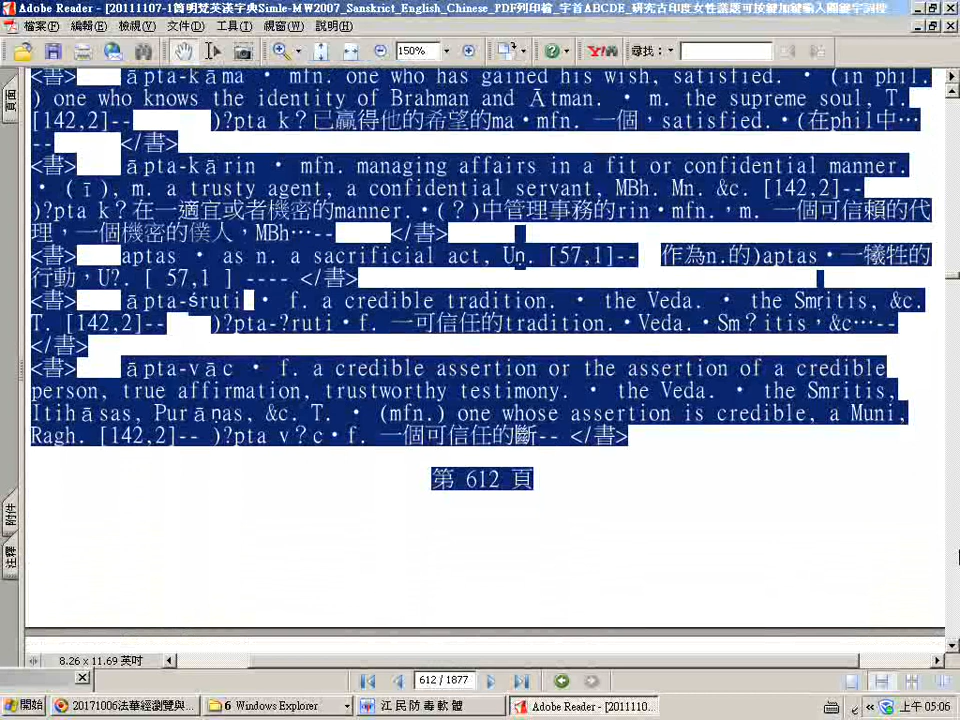 Adobe Reader - [20111107-1簡明梵英漢字典Simle-MW2007_Sanskrict_English_Chinese_PDF列印檔_字首ABCDE_研究古印度女性議題可按鍵加鍵輸入關鍵字詞搜
檔案(F) 編輯(E) 檢視(V) 文件(D) 工具(T) 視窗(W) 說明(H)
150% 尋找：
頁面
<書> āpta-kāma • mfn. one who has gained his wish, satisfied. • (in phil.
) one who knows the identity of Brahman and Ātman. • m. the supreme soul, T.
[142,2]-- )?pta k？已贏得他的希望的ma•mfn. 一個，satisfied.•(在phil中…
-- </書>
<書> āpta-kārin • mfn. managing affairs in a fit or confidential manner.
• (ī), m. a trusty agent, a confidential servant, MBh. Mn. &c. [142,2]--
)?pta k？在一適宜或者機密的manner.•(？)中管理事務的rin•mfn.，m. 一個可信賴的代
理，一個機密的僕人，MBh…-- </書>
<書> aptas • as n. a sacrificial act, Uṇ. [57,1]-- 作為n.的)aptas•一犧牲的
行動，U?. [ 57,1 ] ---- </書>
<書> āpta-śruti • f. a credible tradition. • the Veda. • the Smṛitis, &c.
T. [142,2]-- )?pta-?ruti•f. 一可信任的tradition.•Veda.•Sm？itis，&c…--
</書>
<書> āpta-vāc • f. a credible assertion or the assertion of a credible
person, true affirmation, trustworthy testimony. • the Veda. • the Smritis,
Itihāsas, Purāṇas, &c. T. • (mfn.) one whose assertion is credible, a Muni,
Ragh. [142,2]-- )?pta v？c•f. 一個可信任的斷-- </書>
第 612 頁
附件
注釋
8.26 x 11.69 英吋
612 / 1877
開始 20171006法華經瀏覽與... 6 Windows Explorer 江民防毒軟體 Adobe Reader - [2011110... 上午 05:06